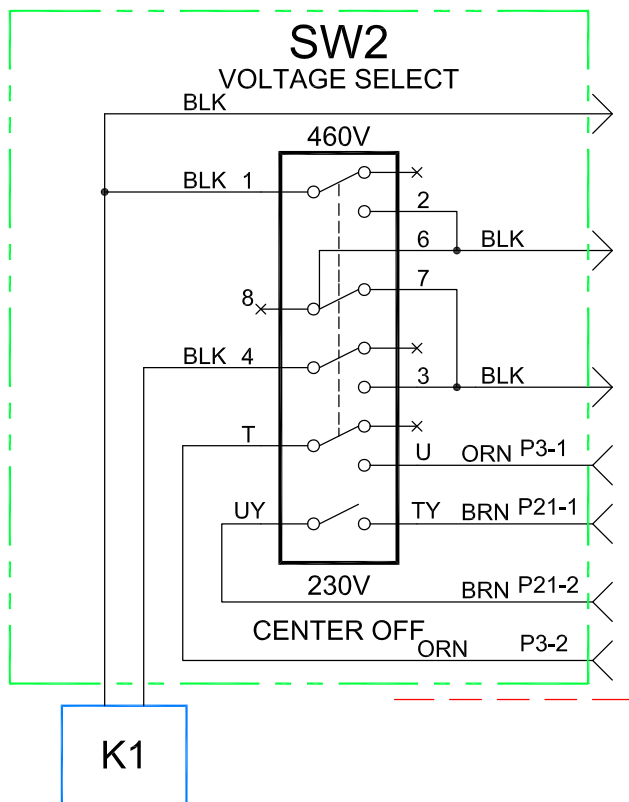 SW2
VOLTAGE SELECT
BLK
460V
BLK 1
2
6 BLK
7
8
BLK 4
3 BLK
T
U ORN P3-1
UY TY BRN P21-1
230V BRN P21-2
CENTER OFF
ORN P3-2
K1